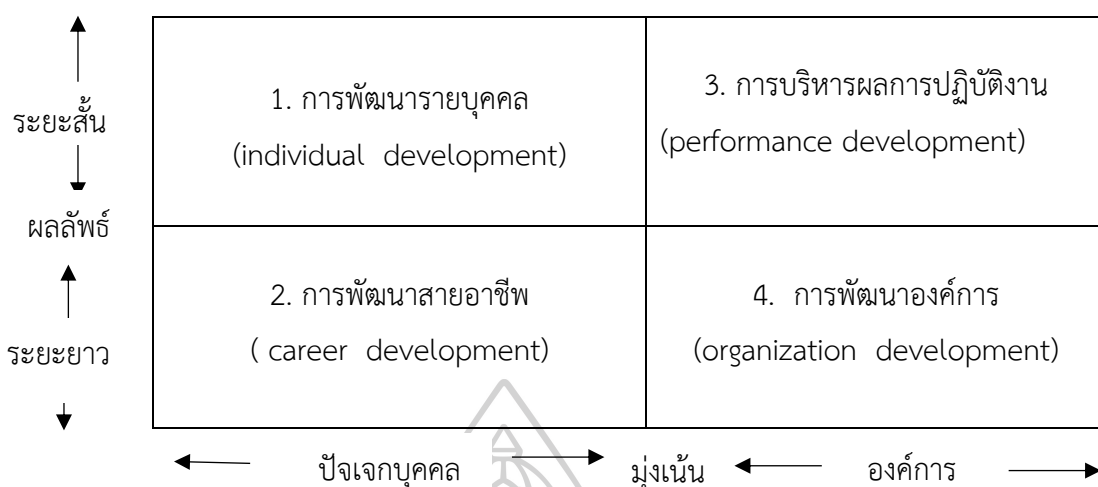 1. การพัฒนารายบุคคล
(individual development)
3. การบริหารผลการปฏิบัติงาน
(performance development)
ระยะสั้น
ผลลัพธ์
2. การพัฒนาสายอาชีพ
( career development)
4. การพัฒนาองค์การ
(organization development)
ระยะยาว
ปัจเจกบุคคล มุ่งเน้น องค์การ